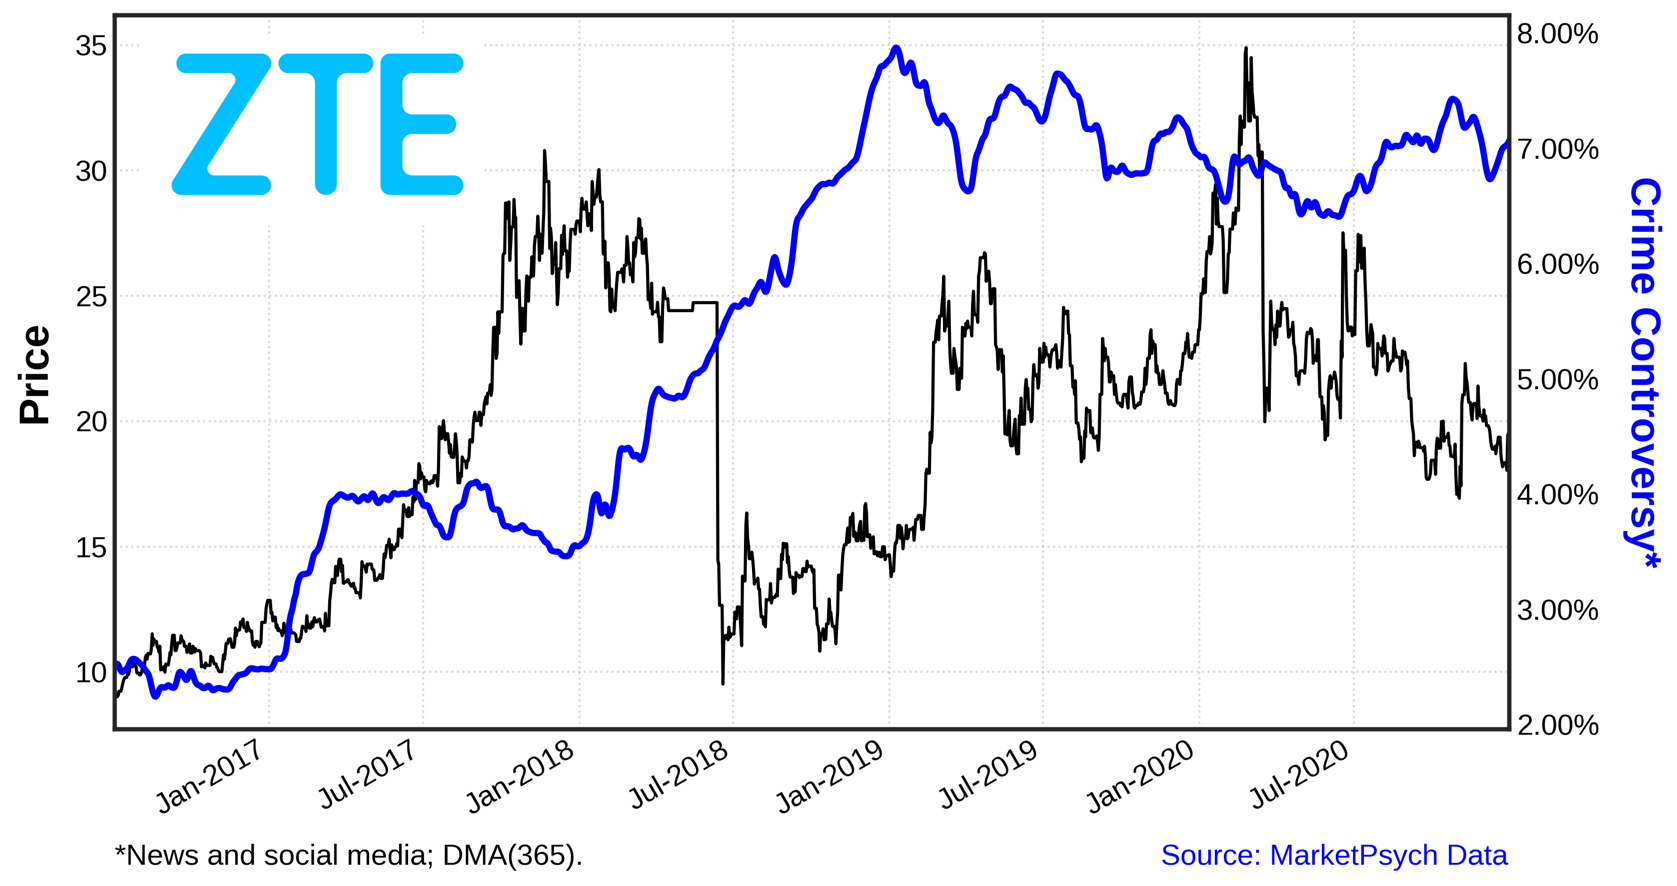 ZTE
Price
35
30
25
20
15
10
8.00%
7.00%
6.00%
5.00%
4.00%
3.00%
2.00%
Crime Controversy*
Jan-2017
Jul-2017
Jan-2018
Jul-2018
Jan-2019
Jul-2019
Jan-2020
Jul-2020
*News and social media; DMA(365).
Source: MarketPsych Data